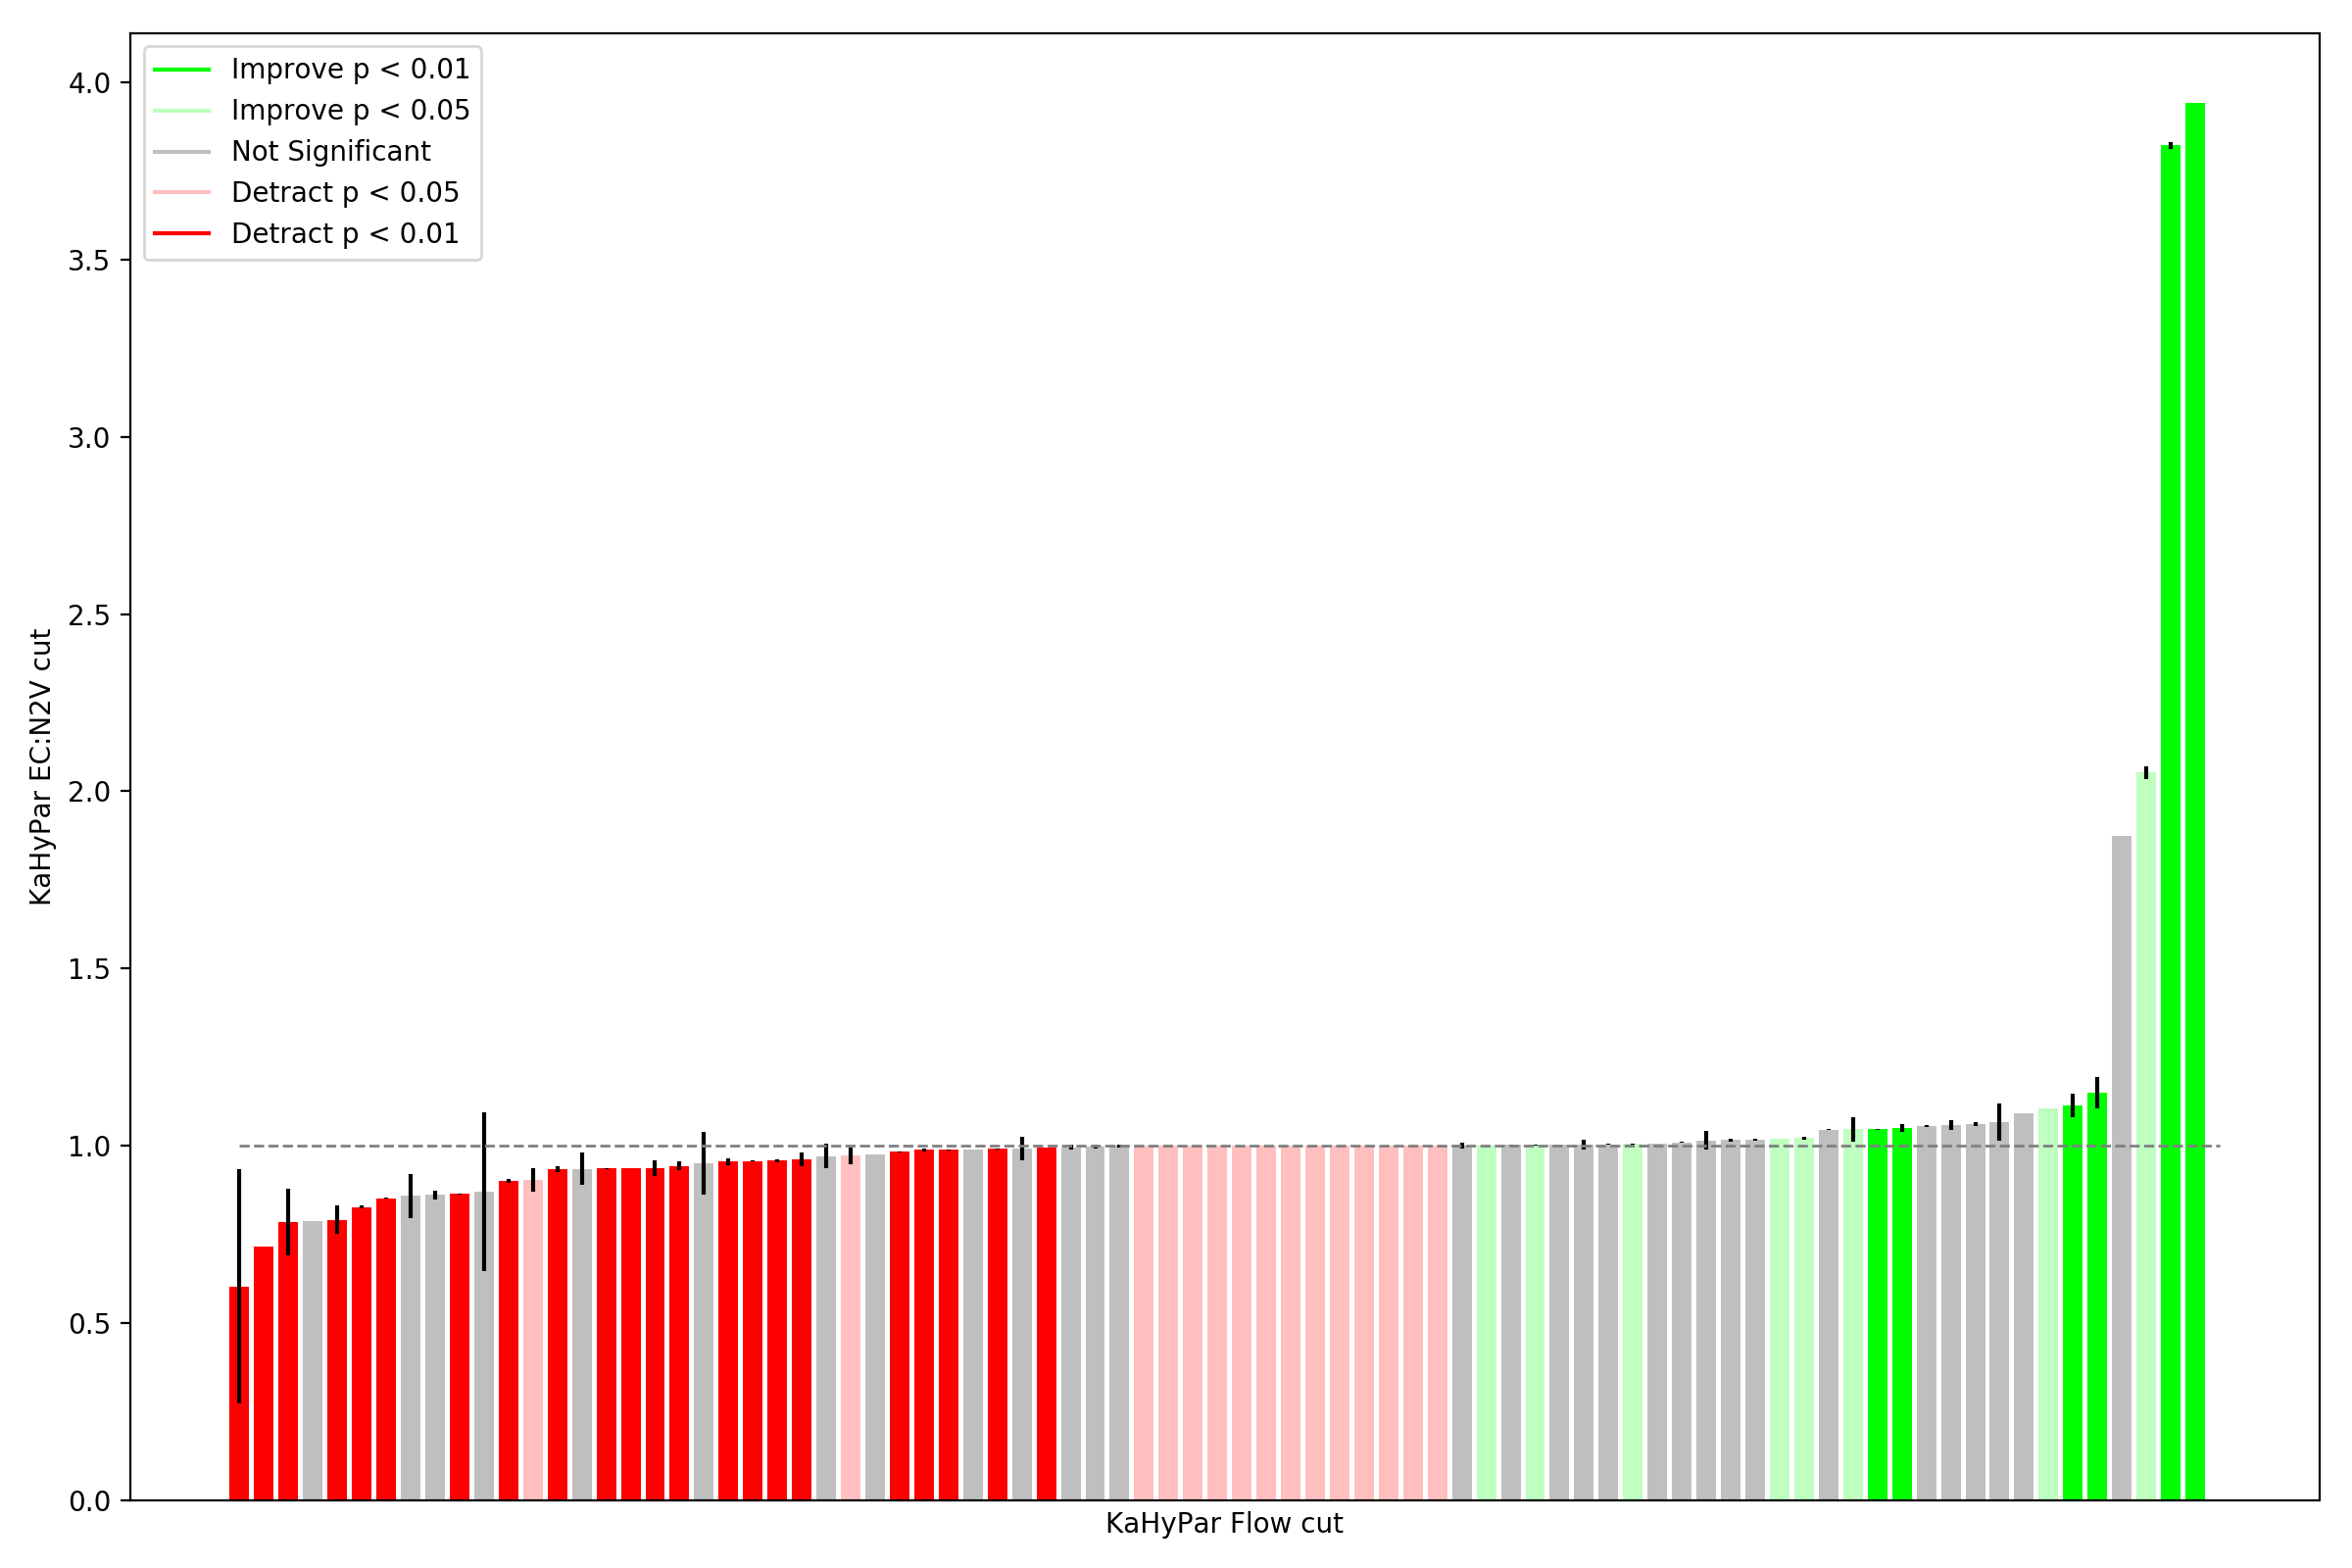 Improve p < 0.01
Improve p < 0.05
Not Significant
Detract p < 0.05
Detract p < 0.01
4.0
3.5
3.0
2.5
2.0
1.5
1.0
0.5
0.0
KaHyPar EC:N2V cut
KaHyPar Flow cut